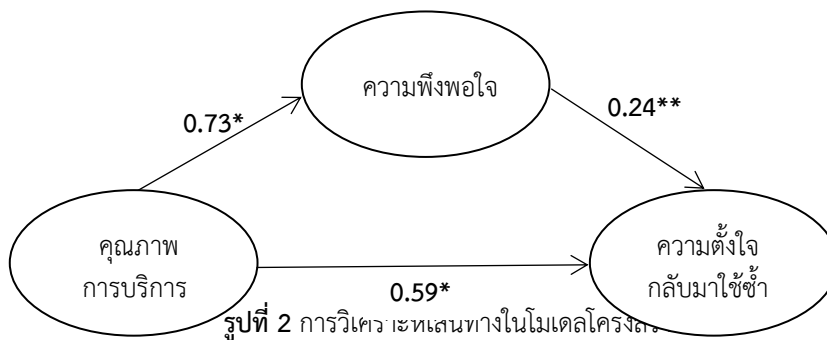 ความพึงพอใจ
0.73*
0.24**
คุณภาพ
การบริการ
ความตั้งใจ
กลับมาใช้ซ้ำ
0.59*
รูปที่ 2